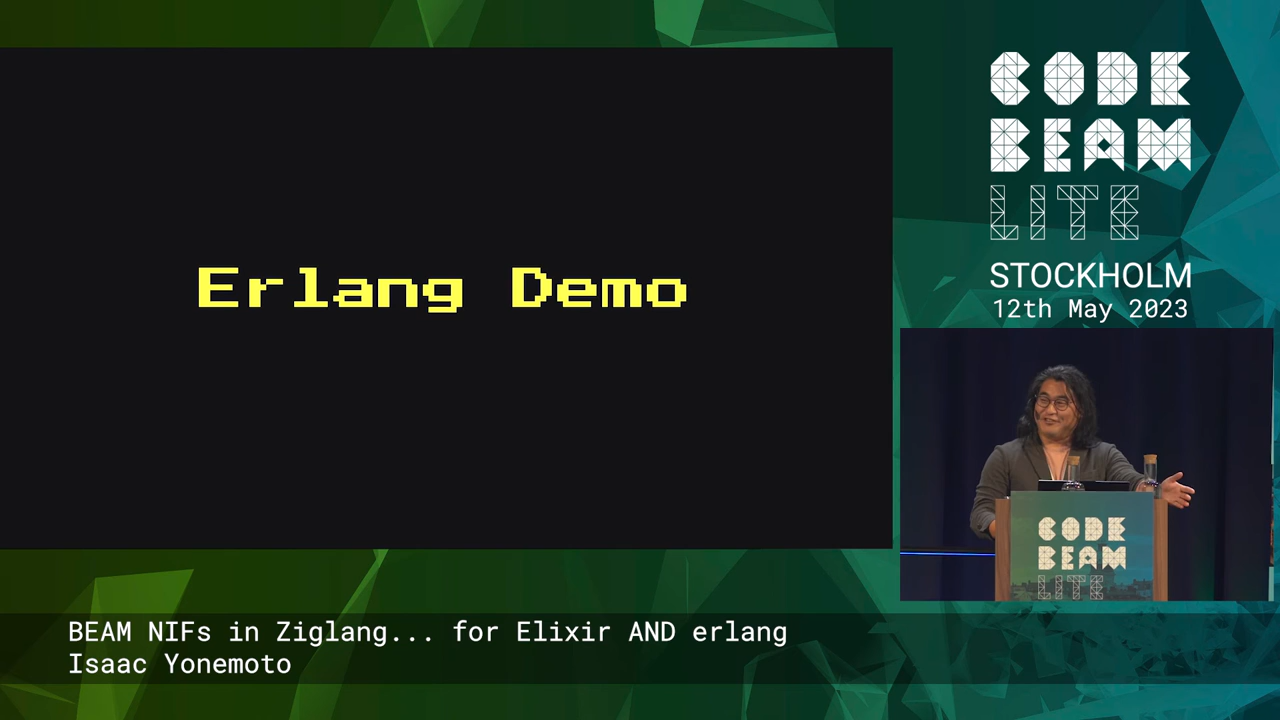 Erlang Demo
CODE
BEAM
LITE
STOCKHOLM
12th May 2023
CODE
BEAM
LITE
BEAM NIFs in Ziglang... for Elixir AND erlang
Isaac Yonemoto